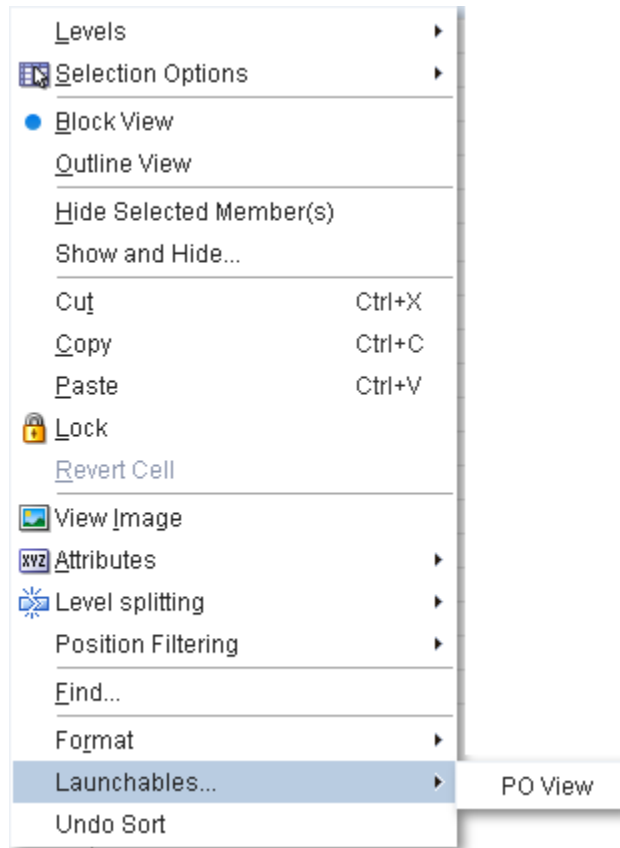 Levels
Selection Options
Block View
Outline View
Hide Selected Member(s)
Show and Hide...
Cut Ctrl+X
Copy Ctrl+C
Paste Ctrl+V
Lock
Revert Cell
View Image
XYZ Attributes
Level splitting
Position Filtering
Find...
Format
Launchables... PO View
Undo Sort